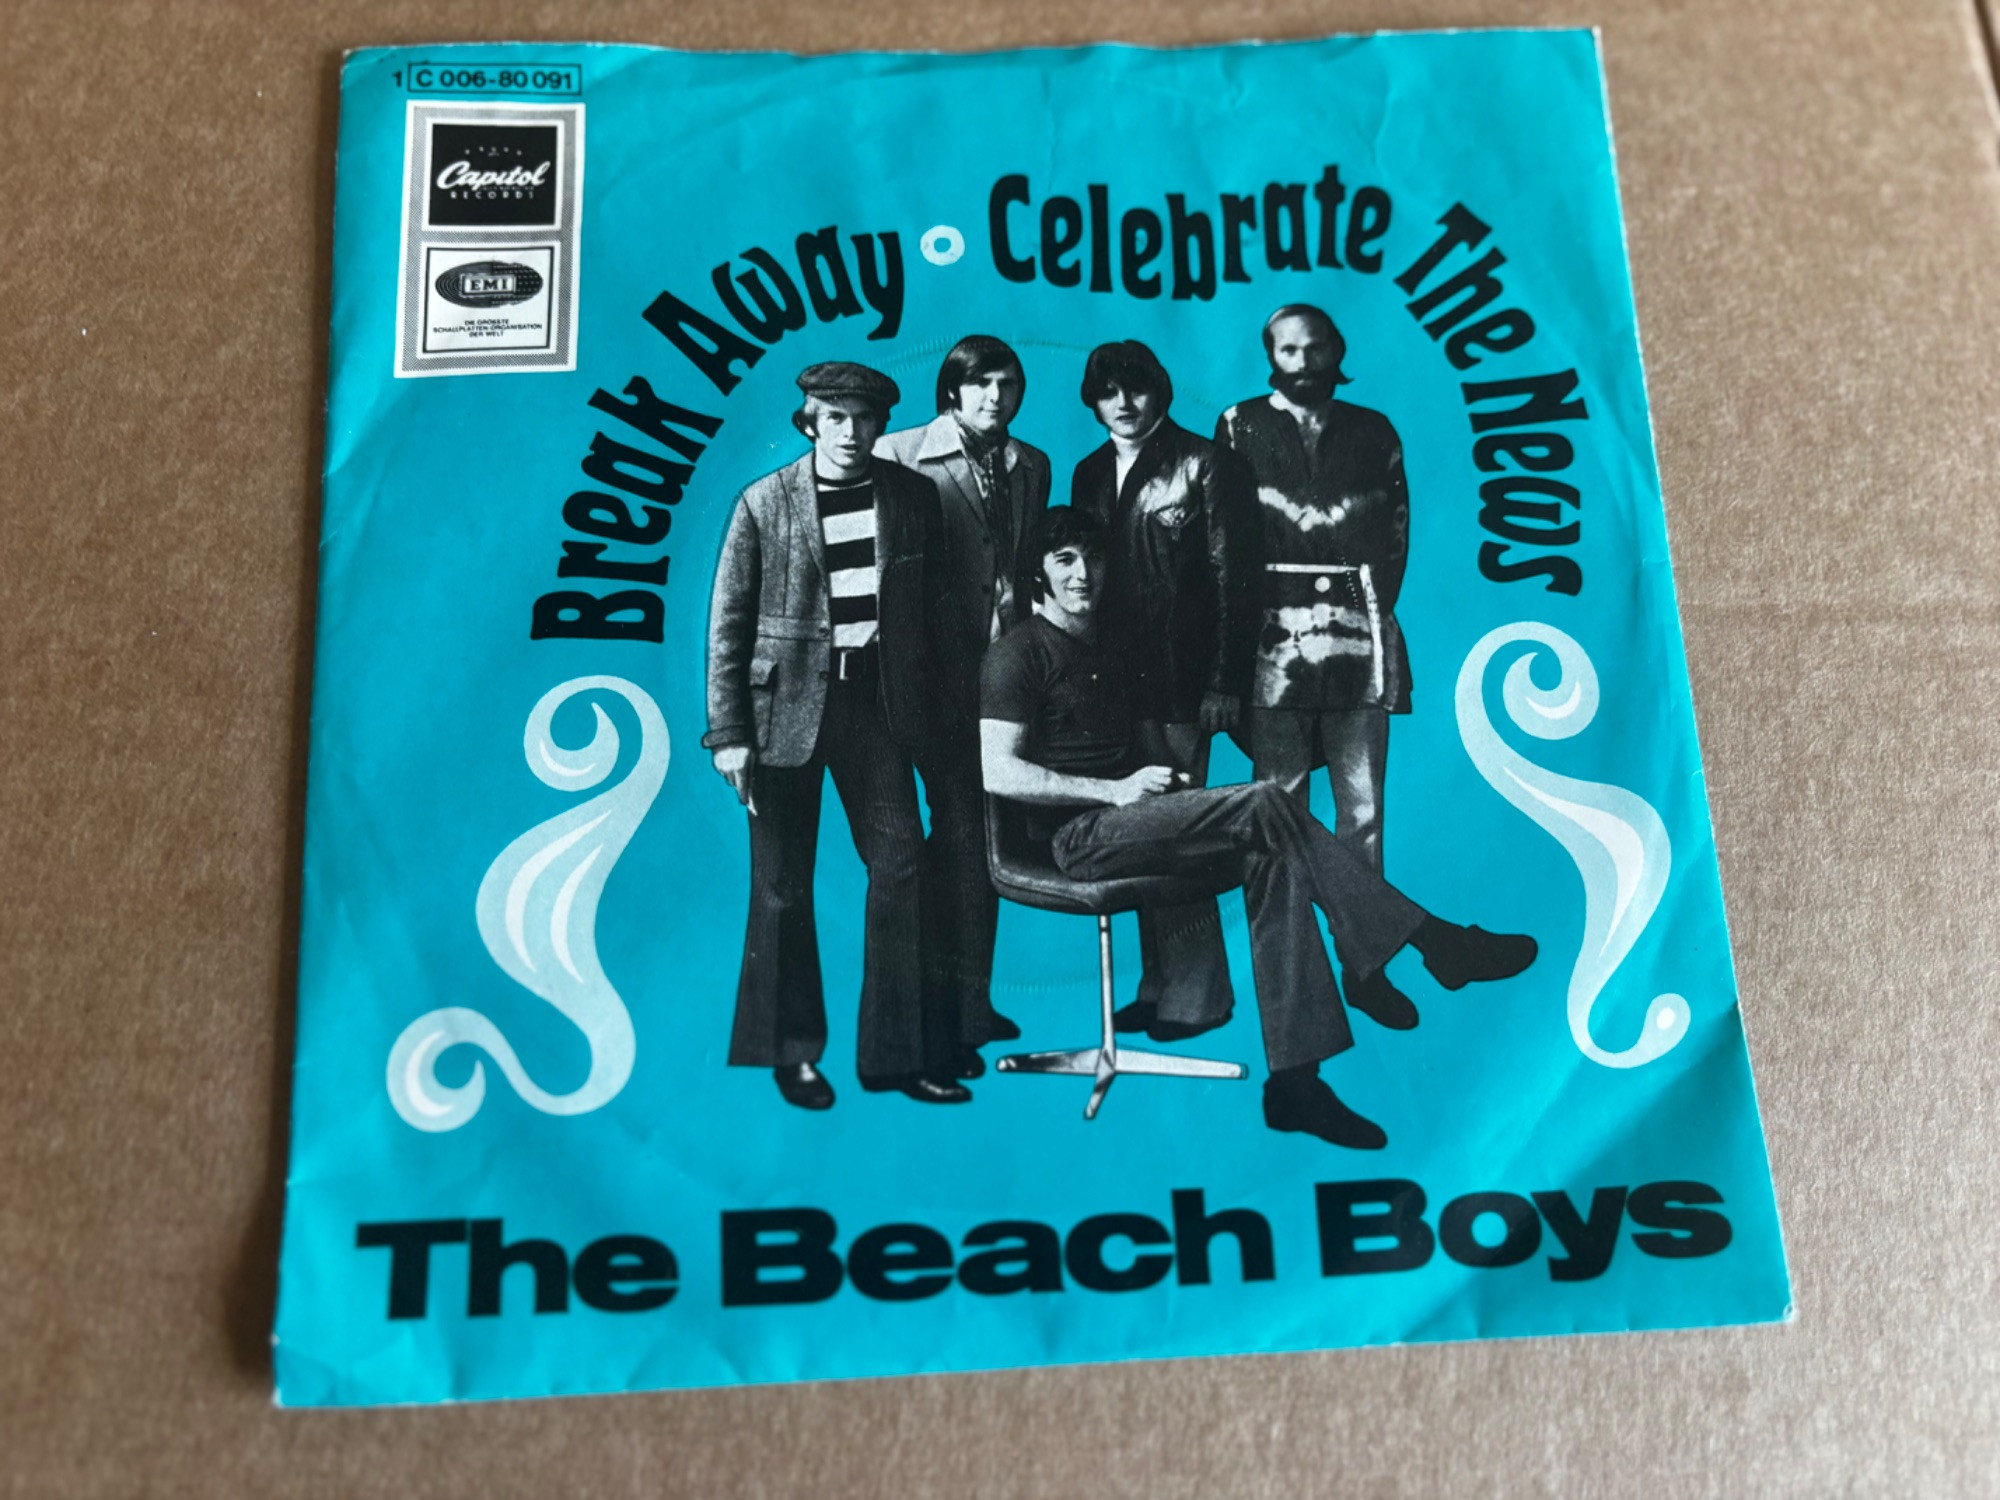 1 C 006-80 091
Capitol
RECORDS
EMI
DIE GRÖSSTE
SCHALLPLATTEN-ORGANISATION
DER WELT
Break Away • Celebrate The News
The Beach Boys